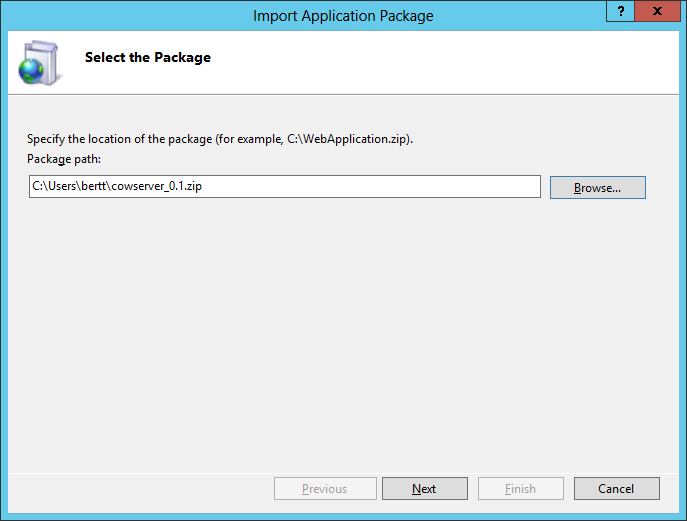 Import Application Package
? x
Select the Package
Specify the location of the package (for example, C:\WebApplication.zip).
Package path:
C:\Users\bertt\cowserver_0.1.zip
Browse...
Previous Next Finish Cancel